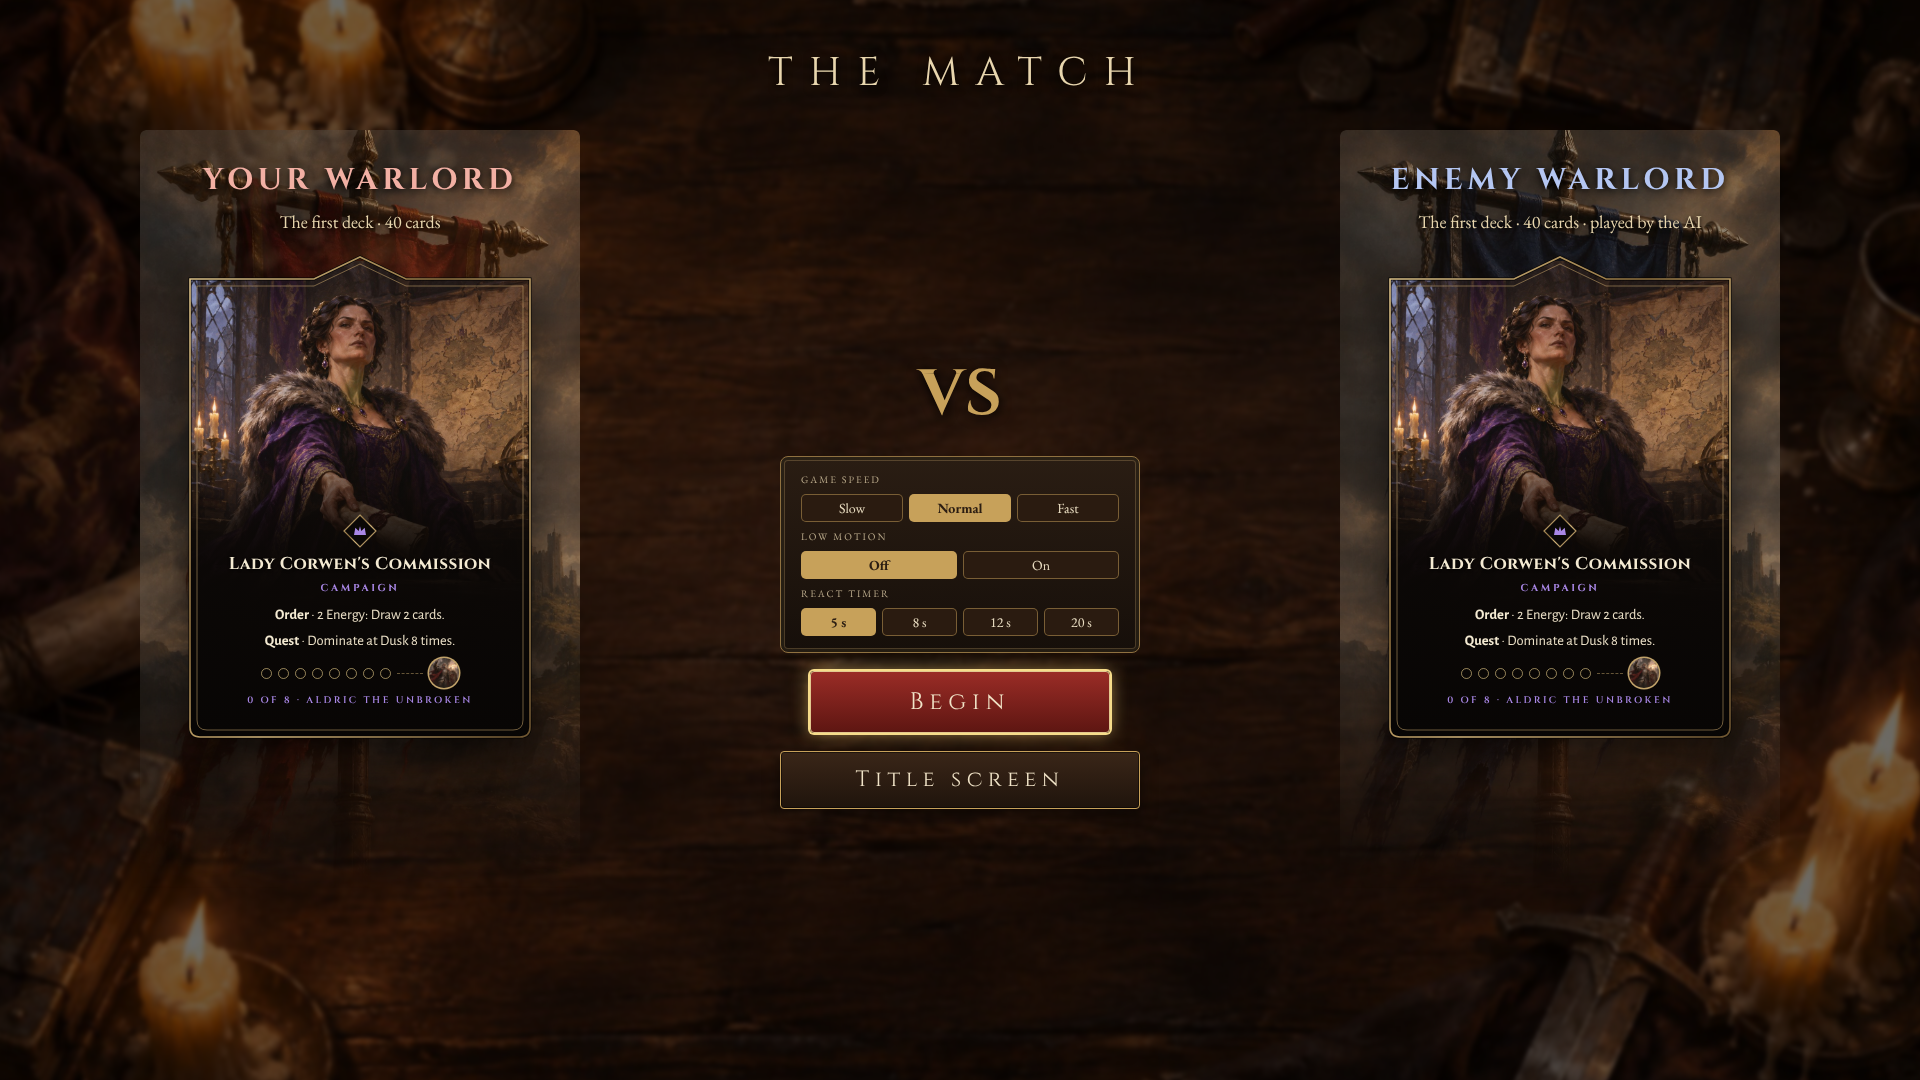 THE MATCH
YOUR WARLORD
The first deck · 40 cards
LADY CORWEN'S COMMISSION
CAMPAIGN
Order · 2 Energy: Draw 2 cards.
Quest · Dominate at Dusk 8 times.
0 OF 8 · ALDRIC THE UNBROKEN
VS
GAME SPEED
Slow Normal Fast
LOW MOTION
Off On
REACT TIMER
5 s 8 s 12 s 20 s
BEGIN
TITLE SCREEN
ENEMY WARLORD
The first deck · 40 cards · played by the AI
LADY CORWEN'S COMMISSION
CAMPAIGN
Order · 2 Energy: Draw 2 cards.
Quest · Dominate at Dusk 8 times.
0 OF 8 · ALDRIC THE UNBROKEN